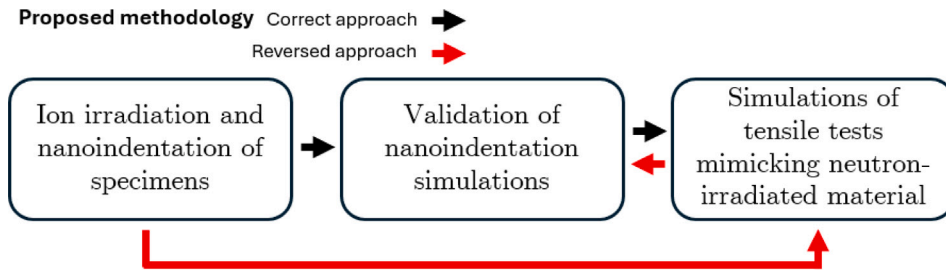 Proposed methodology Correct approach
Reversed approach
Ion irradiation and
nanoindentation of
specimens
Validation of
nanoindentation
simulations
Simulations of
tensile tests
mimicking neutron-
irradiated material